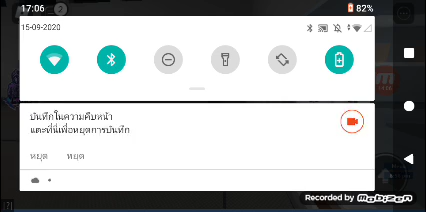 17:06
2
82%
15-09-2020
บันทึกในความคืบหน้า
แตะที่นี่เพื่อหยุดการบันทึก
หยุด หยุด
Recorded by Mobizen
[?]